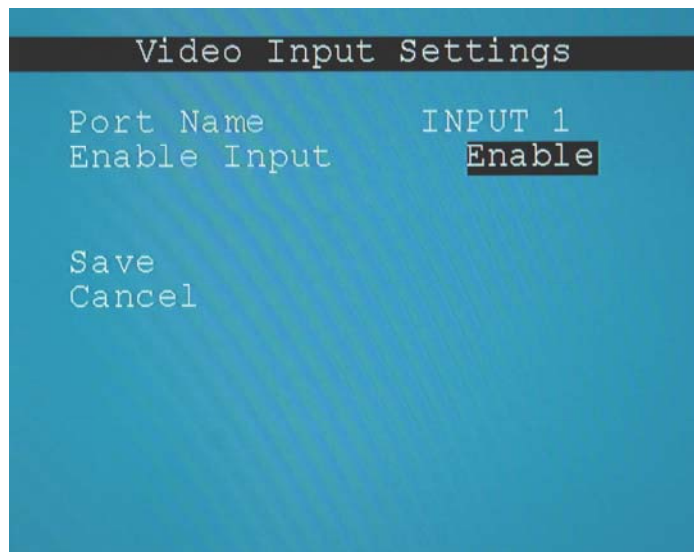 Video Input Settings
Port Name INPUT 1
Enable Input Enable
Save
Cancel